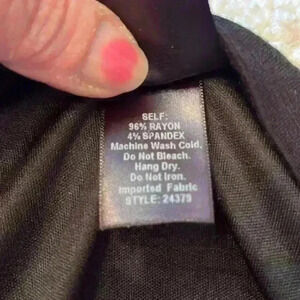 SELF:
96% RAYON
4% SPANDEX
Machine Wash Cold.
Do Not Bleach.
Hang Dry.
Do Not Iron.
Imported Fabric
STYLE: 24379